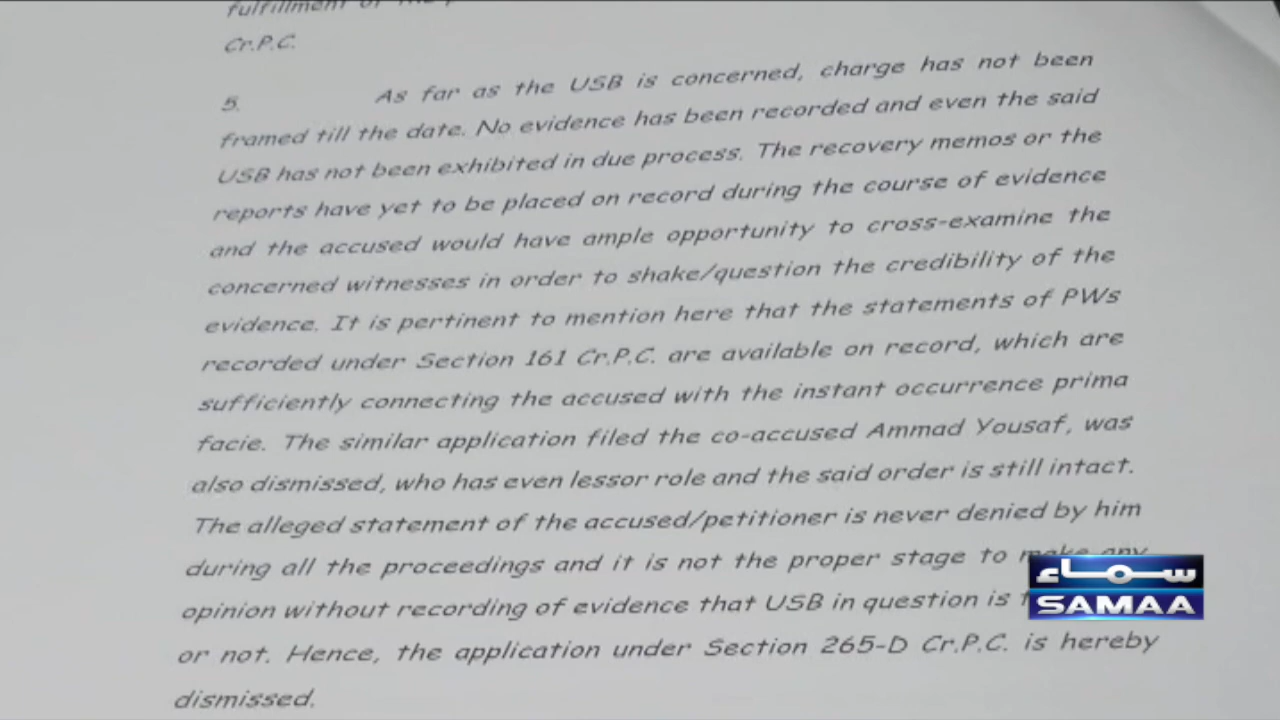 fulfillment of the
Cr.P.C.
5. As far as the USB is concerned, charge has not been
framed till the date. No evidence has been recorded and even the said
USB has not been exhibited in due process. The recovery memos or the
reports have yet to be placed on record during the course of evidence
and the accused would have ample opportunity to cross-examine the
concerned witnesses in order to shake/question the credibility of the
evidence. It is pertinent to mention here that the statements of PWs
recorded under Section 161 Cr.P.C. are available on record, which are
sufficiently connecting the accused with the instant occurrence prima
facie. The similar application filed the co-accused Ammad Yousaf, was
also dismissed, who has even lessor role and the said order is still intact.
The alleged statement of the accused/petitioner is never denied by him
during all the proceedings and it is not the proper stage to make any
opinion without recording of evidence that USB in question is
or not. Hence, the application under Section 265-D Cr.P.C. is hereby
dismissed.
سماء
SAMAA